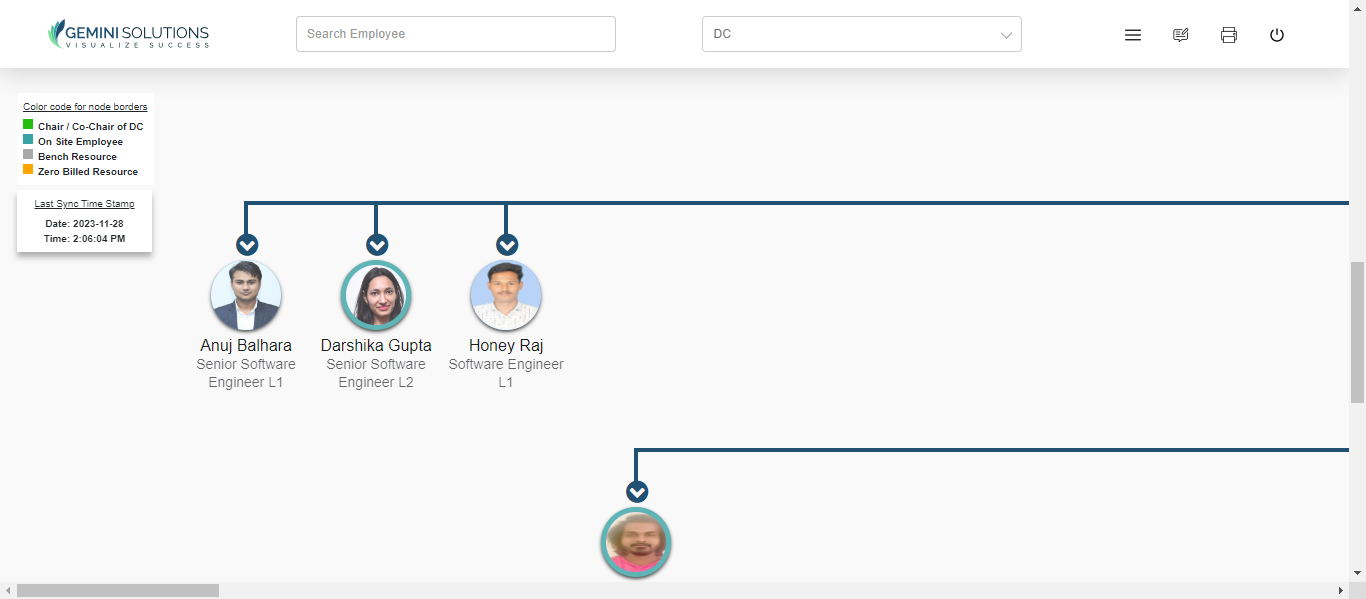 GEMINI SOLUTIONS
VISUALIZE SUCCESS
Search Employee
DC
Color code for node borders
Chair / Co-Chair of DC
On Site Employee
Bench Resource
Zero Billed Resource
Last Sync Time Stamp
Date: 2023-11-28
Time: 2:06:04 PM
Anuj Balhara
Senior Software
Engineer L1
Darshika Gupta
Senior Software
Engineer L2
Honey Raj
Software Engineer
L1